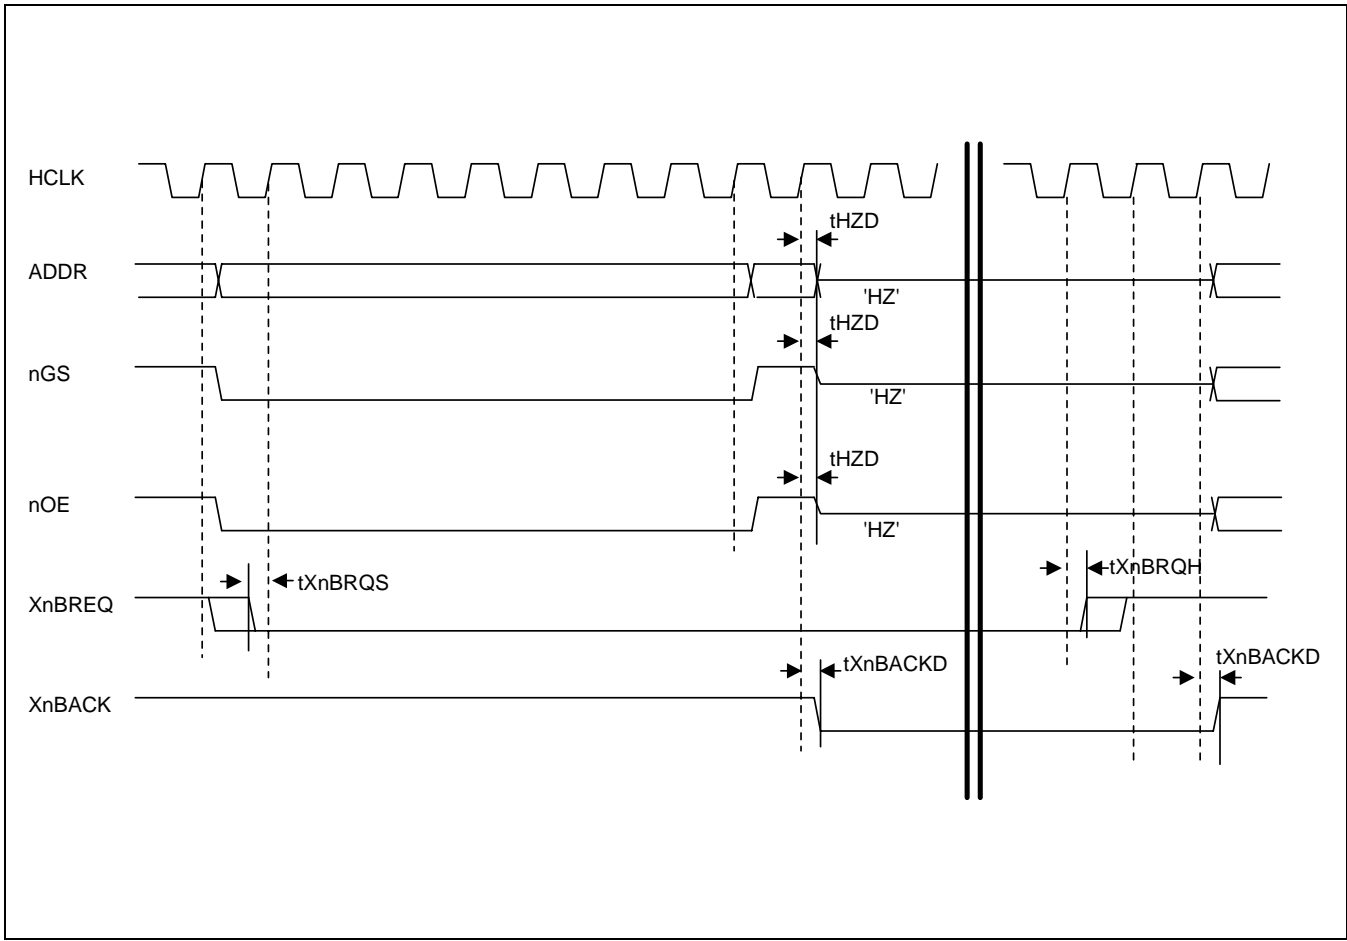 HCLK
tHZD
ADDR
'HZ'
tHZD
nGS
'HZ'
tHZD
nOE
'HZ'
tXnBRQS
tXnBRQH
XnBREQ
tXnBACKD
tXnBACKD
XnBACK